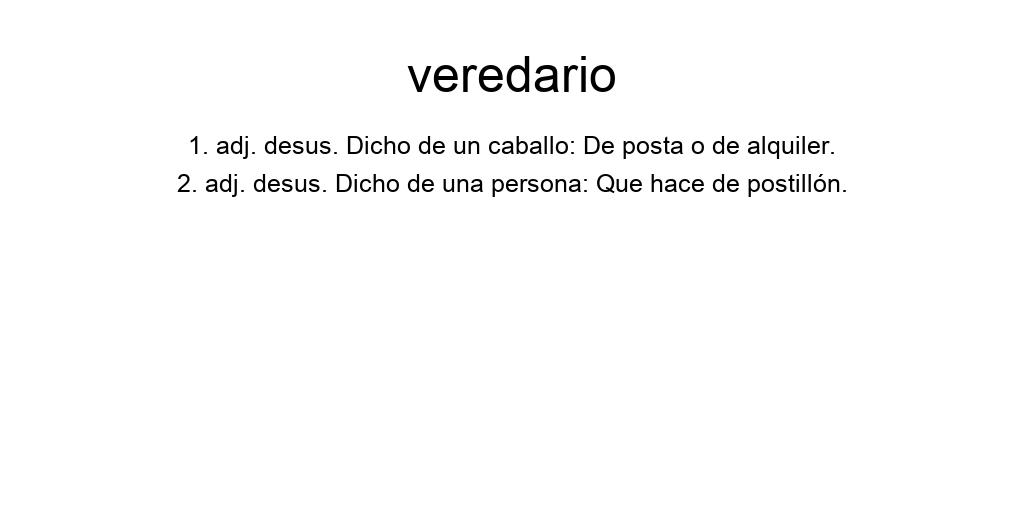 veredario
1. adj. desus. Dicho de un caballo: De posta o de alquiler.
2. adj. desus. Dicho de una persona: Que hace de postillón.